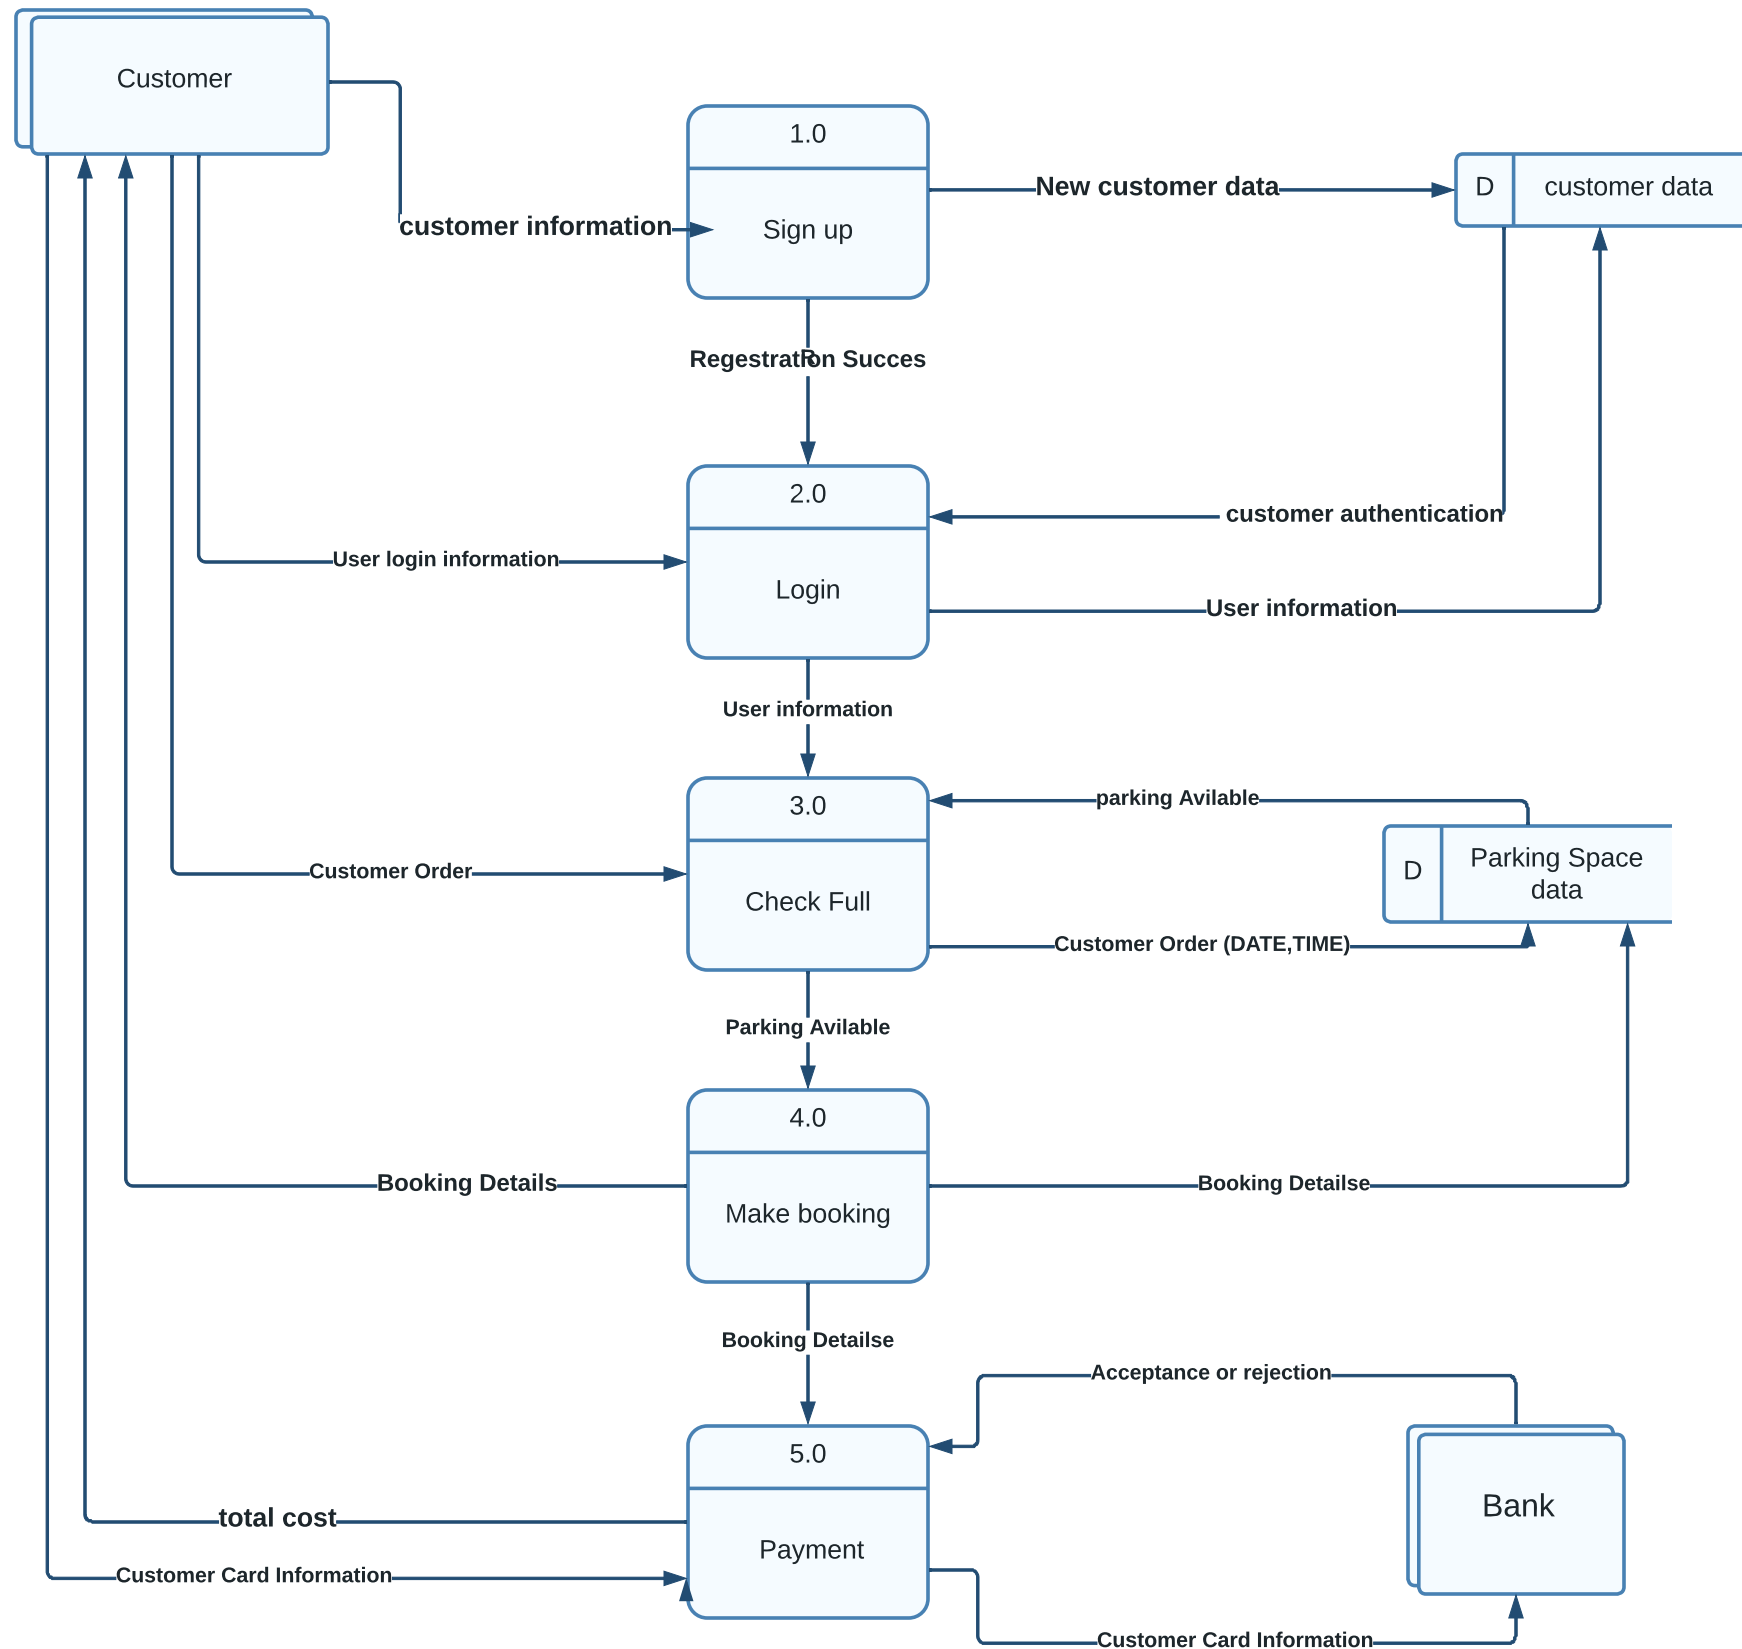 Customer
1.0
New customer data
D
customer data
customer information
Sign up
Regestration Succes
R
2.0
customer authentication
User login information
Login
User information
User information
3.0
parking Avilable
D
Parking Space
data
Customer Order
Check Full
Customer Order (DATE,TIME)
Parking Avilable
4.0
Booking Details
Booking Detailse
Make booking
Booking Detailse
Acceptance or rejection
5.0
Bank
total cost
Payment
Customer Card Information
Customer Card Information